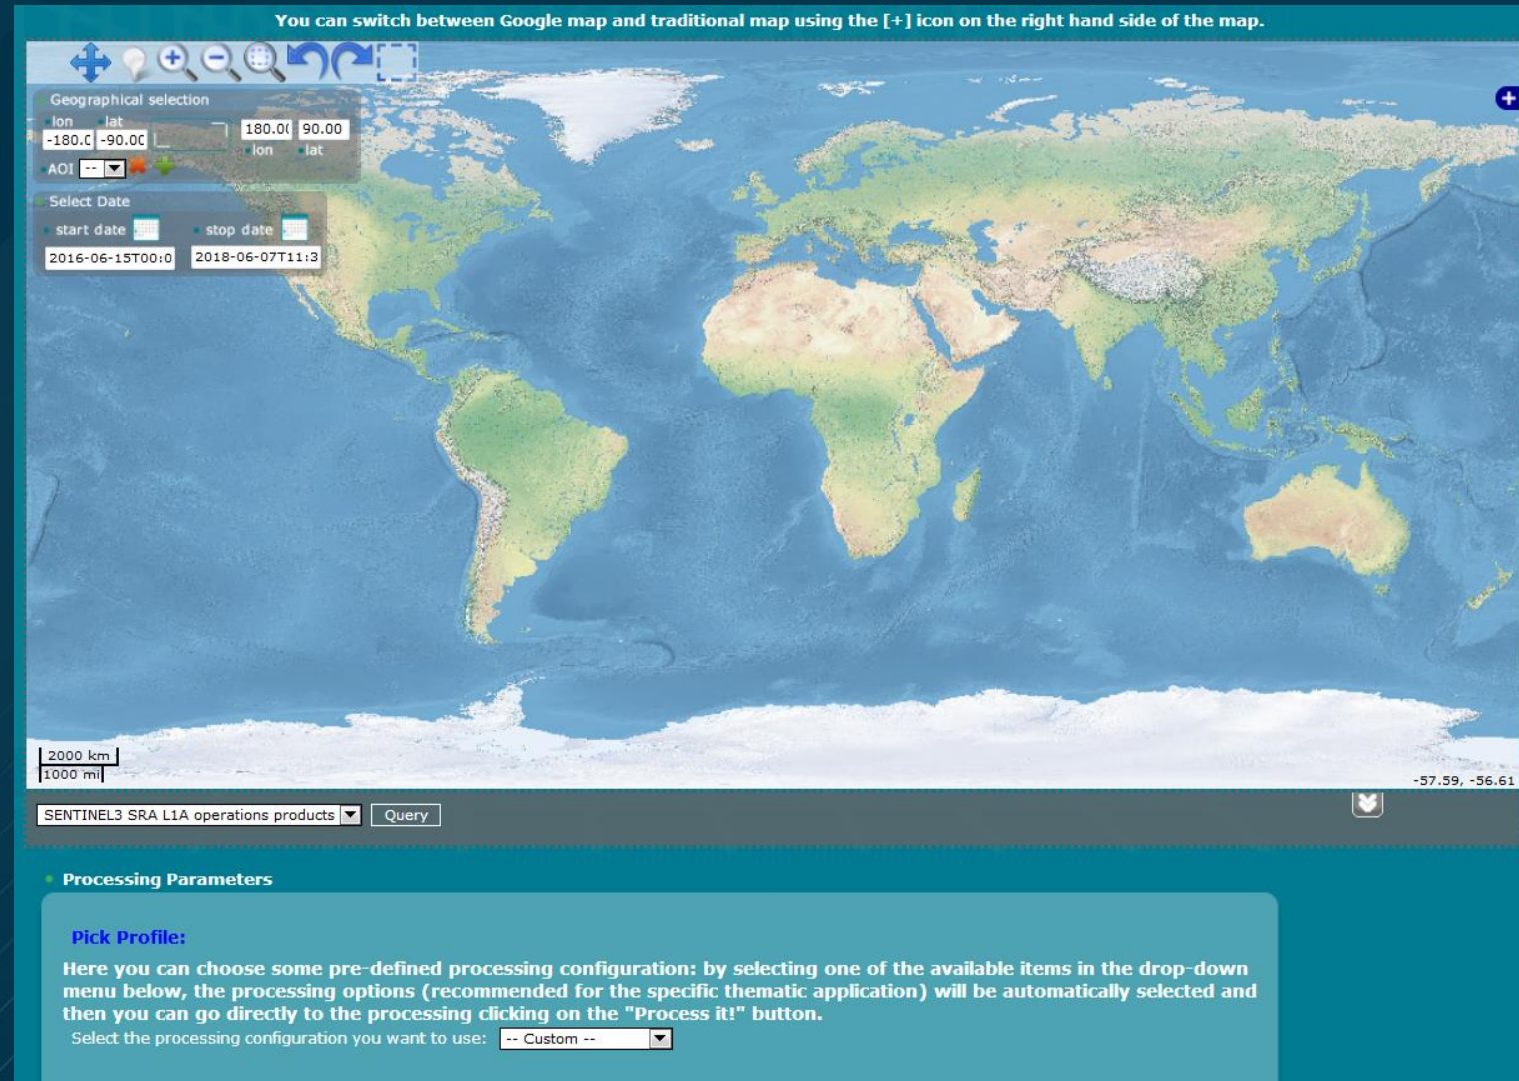 You can switch between Google map and traditional map using the [+] icon on the right hand side of the map.
Geographical selection
lon lat
-180.0 -90.00
180.00 90.00
lon lat
AOI --
Select Date
start date stop date
2016-06-15T00:0 2018-06-07T11:3
2000 km
1000 mi
-57.59, -56.61
SENTINEL3 SRA L1A operations products Query
Processing Parameters
Pick Profile:
Here you can choose some pre-defined processing configuration: by selecting one of the available items in the drop-down
menu below, the processing options (recommended for the specific thematic application) will be automatically selected and
then you can go directly to the processing clicking on the "Process it!" button.
Select the processing configuration you want to use: -- Custom --